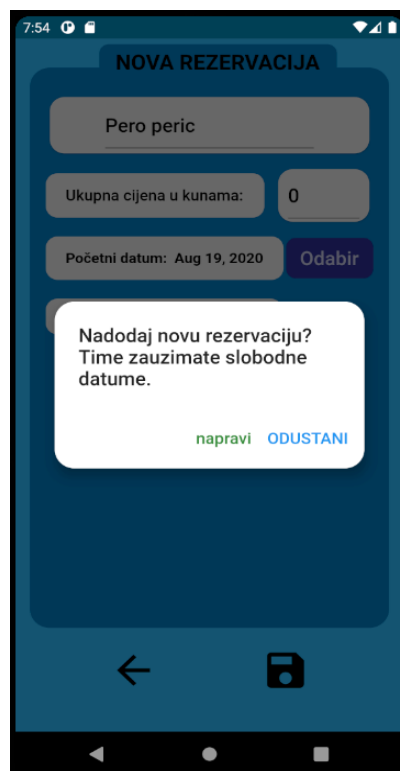 7:54
NOVA REZERVACIJA
Pero peric
Ukupna cijena u kunama: 0
Početni datum: Aug 19, 2020 Odabir
Nadodaj novu rezervaciju?
Time zauzimate slobodne
datume.
napravi ODUSTANI